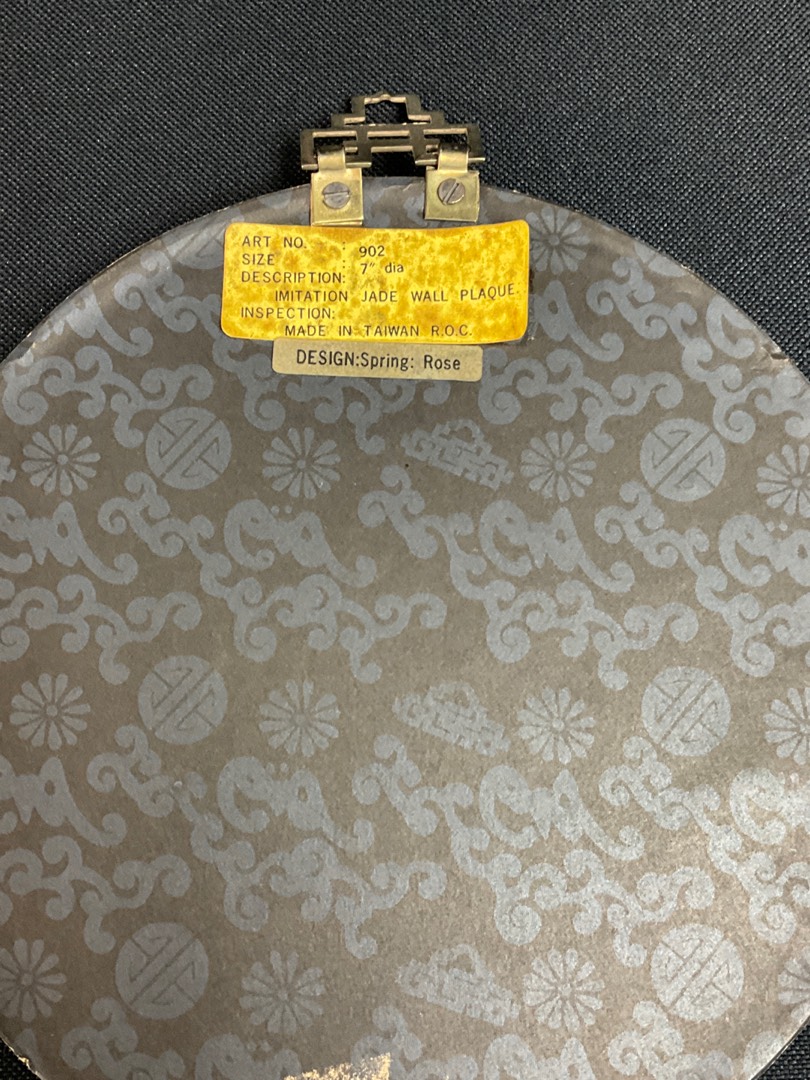 ART NO. : 902
SIZE : 7" dia
DESCRIPTION:
IMITATION JADE WALL PLAQUE.
INSPECTION:
MADE IN TAIWAN R.O.C.
DESIGN:Spring: Rose